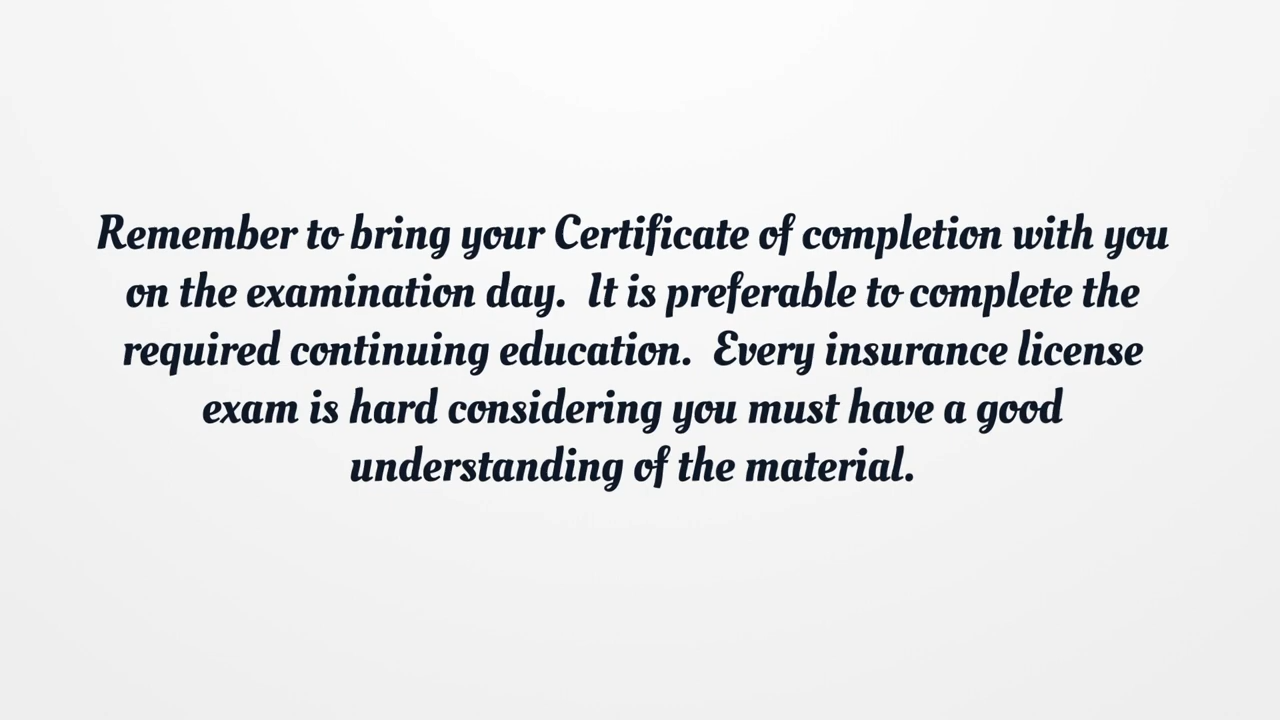 Remember to bring your Certificate of completion with you
on the examination day.  It is preferable to complete the
required continuing education.  Every insurance license
exam is hard considering you must have a good
understanding of the material.